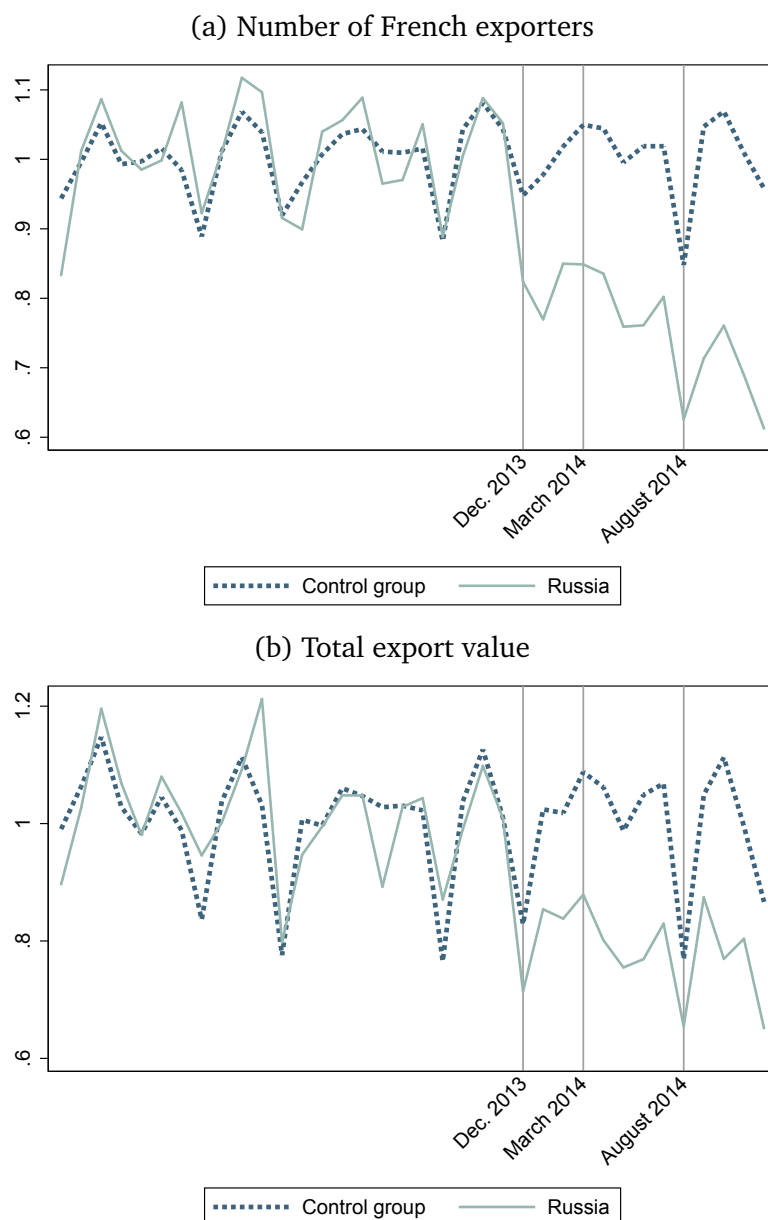 (a) Number of French exporters
1.1
1
.9
.8
.7
.6
Dec. 2013
March 2014
August 2014
Control group
Russia
(b) Total export value
1.2
1
.8
.6
Dec. 2013
March 2014
August 2014
Control group
Russia